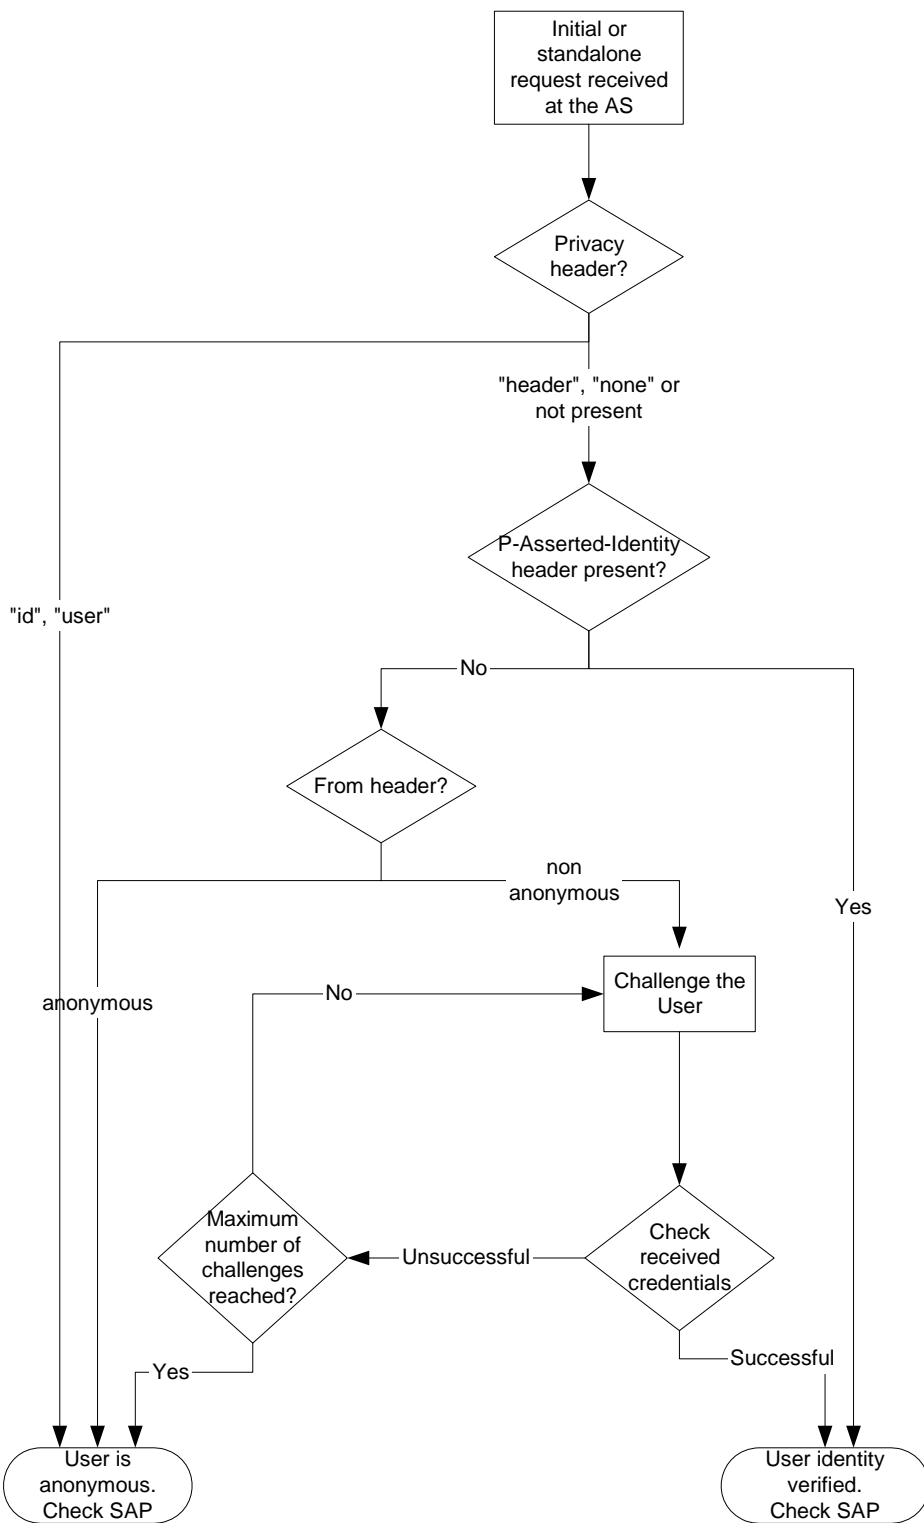 Initial or
standalone
request received
at the AS
Privacy
header?
"header", "none" or
not present
P-Asserted-Identity
header present?
"id", "user"
No
From header?
non
anonymous
Yes
anonymous
No
Challenge the
User
Maximum
number of
challenges
reached?
Unsuccessful
Check
received
credentials
Yes
Successful
User is
anonymous.
Check SAP
User identity
verified.
Check SAP